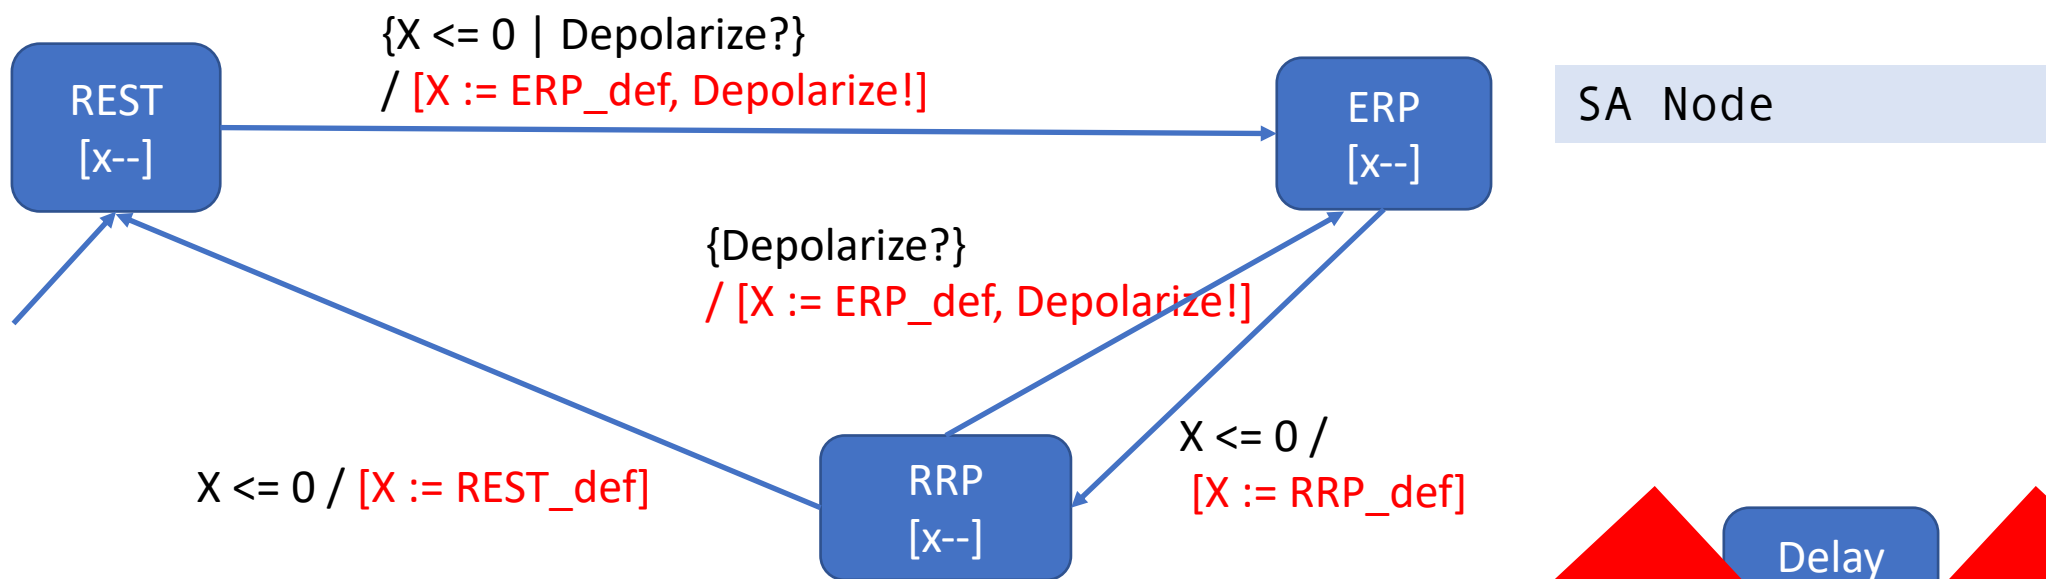 {X <= 0 | Depolarize?}
/ [X := ERP_def, Depolarize!]
REST
[x--]
ERP
[x--]
SA Node
{Depolarize?}
/ [X := ERP_def, Depolarize!]
X <= 0 /
[X := RRP_def]
X <= 0 / [X := REST_def]
RRP
[x--]
Delay